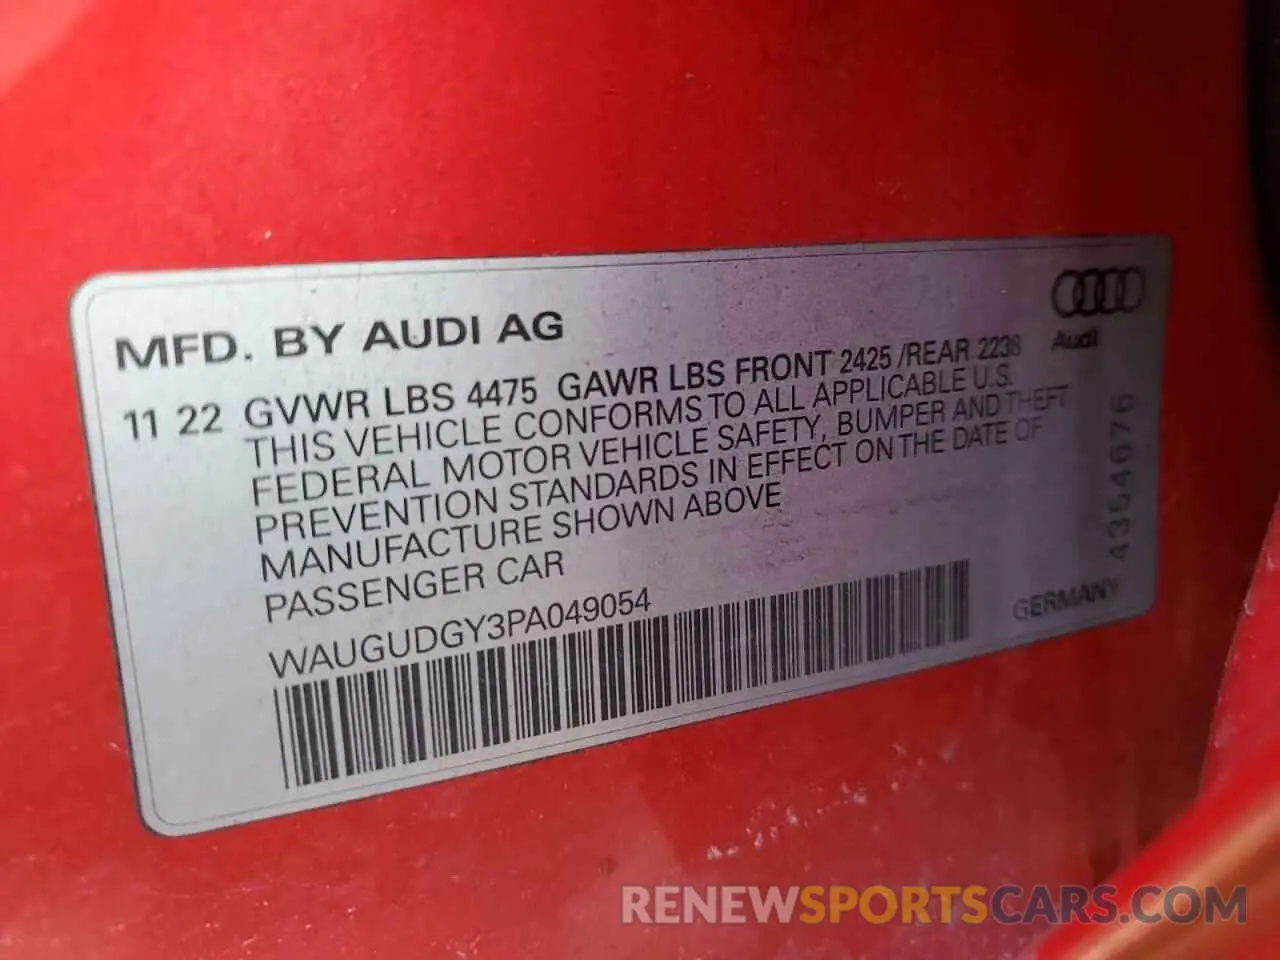 MFD. BY AUDI AG
Audi
11 22 GVWR LBS 4475 GAWR LBS FRONT 2425 /REAR 2238
THIS VEHICLE CONFORMS TO ALL APPLICABLE U.S.
FEDERAL MOTOR VEHICLE SAFETY, BUMPER AND THEFT
PREVENTION STANDARDS IN EFFECT ON THE DATE OF
MANUFACTURE SHOWN ABOVE
PASSENGER CAR
WAUGUDGY3PA049054
GERMANY
4354676
RENEWSPORTSCARS.COM